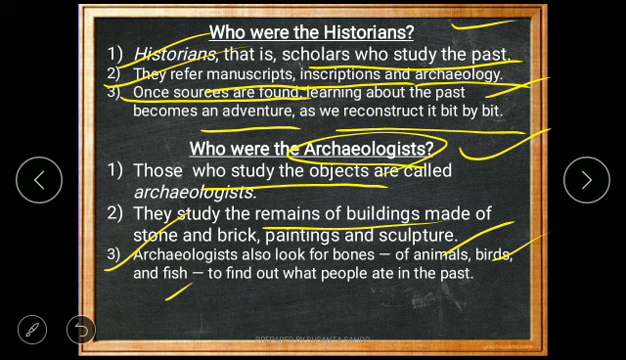 Who were the Historians?
1) Historians, that is, scholars who study the past.
2) They refer manuscripts, inscriptions and archaeology.
3) Once sources are found, learning about the past
becomes an adventure, as we reconstruct it bit by bit.
Who were the Archaeologists?
1) Those who study the objects are called
archaeologists.
2) They study the remains of buildings made of
stone and brick, paintings and sculpture.
3) Archaeologists also look for bones — of animals, birds,
and fish — to find out what people ate in the past.
PREPARED BY SUSANTA SAHOO